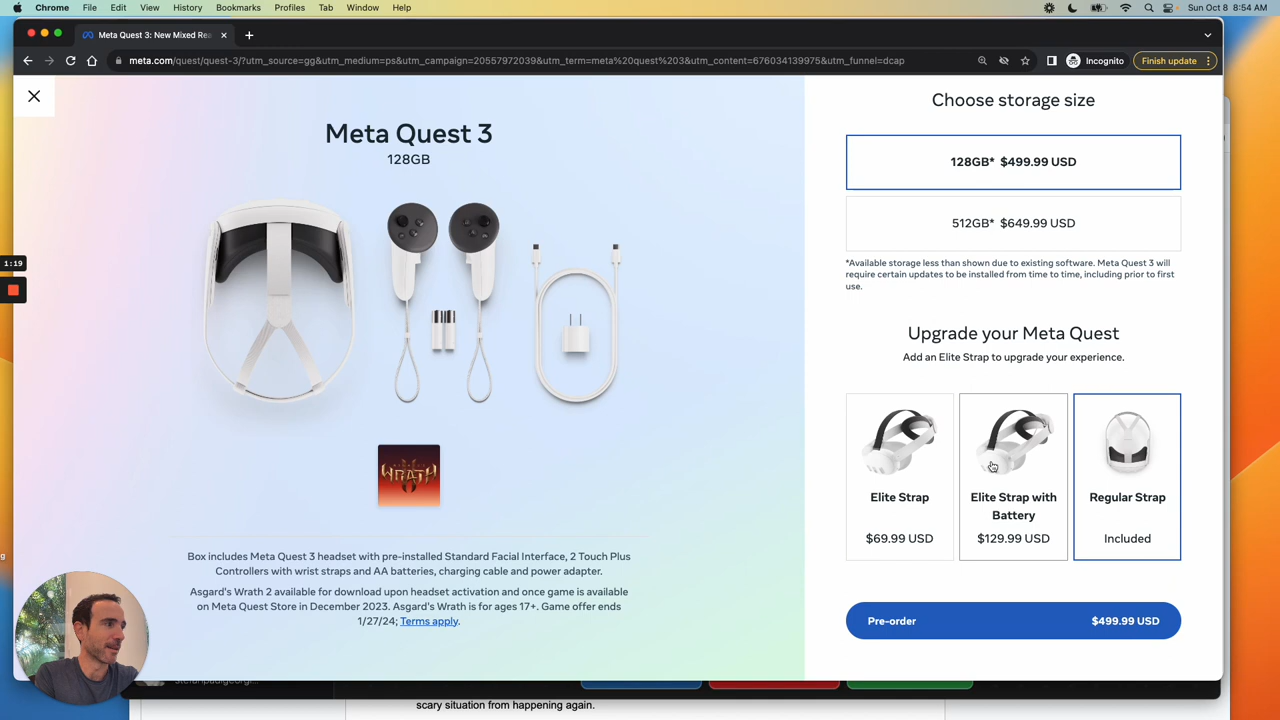 Chrome File Edit View History Bookmarks Profiles Tab Window Help
Sun Oct 8 8:54 AM
Meta Quest 3: New Mixed Rea
meta.com/quest/quest-3/?utm_source=gg&utm_medium=ps&utm_campaign=20557972039&utm_term=meta%20quest%203&utm_content=676034139975&utm_funnel=dcap
Incognito
Finish update
Meta Quest 3
128GB
WRATH
Box includes Meta Quest 3 headset with pre-installed Standard Facial Interface, 2 Touch Plus
Controllers with wrist straps and AA batteries, charging cable and power adapter.
Asgard's Wrath 2 available for download upon headset activation and once game is available
on Meta Quest Store in December 2023. Asgard's Wrath is for ages 17+. Game offer ends
1/27/24; Terms apply.
Choose storage size
128GB* $499.99 USD
512GB* $649.99 USD
*Available storage less than shown due to existing software. Meta Quest 3 will
require certain updates to be installed from time to time, including prior to first
use.
Upgrade your Meta Quest
Add an Elite Strap to upgrade your experience.
Elite Strap
$69.99 USD
Elite Strap with
Battery
$129.99 USD
Regular Strap
Included
Pre-order $499.99 USD
1:19
scary situation from happening again.